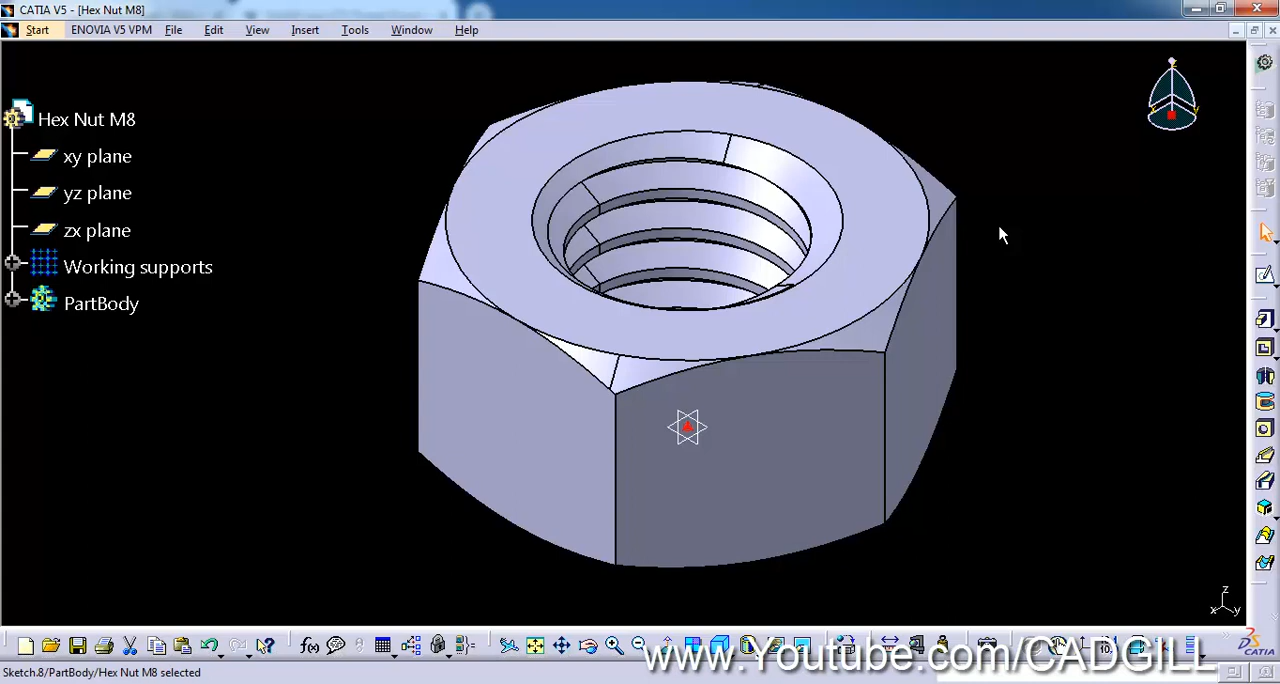 CATIA V5 - [Hex Nut M8]
Start ENOVIA V5 VPM File Edit View Insert Tools Window Help
Hex Nut M8
xy plane
yz plane
zx plane
Working supports
PartBody
z
z
x y
f(x)
www.Youtube.com/CADGILL
CATIA
Sketch.8/PartBody/Hex Nut M8 selected